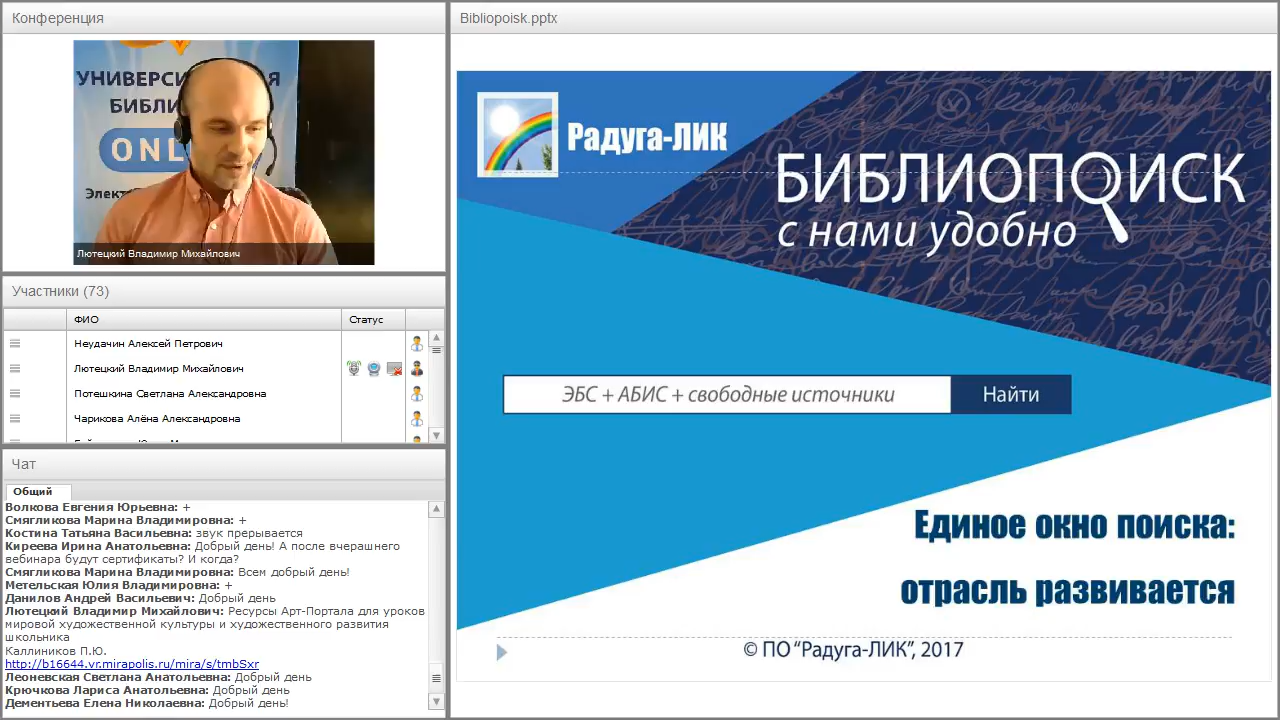 Конференция
ОНЛ
Лютецкий Владимир Михайлович
Участники (73)
ФИО
Статус
Неудачин Алексей Петрович
Лютецкий Владимир Михайлович
Потешкина Светлана Александровна
Чарикова Алёна Александровна
Чат
Общий
Волкова Евгения Юрьевна: +
Смягликова Марина Владимировна: +
Костина Татьяна Васильевна: звук прерывается
Киреева Ирина Анатольевна: Добрый день! А после вчерашнего
вебинара будут сертификаты? И когда?
Смягликова Марина Владимировна: Всем добрый день!
Метельская Юлия Владимировна: +
Данилов Андрей Васильевич: Добрый день
Лютецкий Владимир Михайлович: Ресурсы Арт-Портала для уроков
мировой художественной культуры и художественного развития
школьника
Каллиников П.Ю.
http://b16644.vr.mirapolis.ru/mira/s/tmbSxr
Леоневская Светлана Анатольевна: Добрый день
Крючкова Лариса Анатольевна: Добрый день
Дементьева Елена Николаевна: Добрый день!
Bibliopoisk.pptx
Радуга-ЛИК
БИБЛИОПОИСК
с нами удобно
ЭБС + АБИС + свободные источники
Найти
Единое окно поиска:
отрасль развивается
© ПО “Радуга-ЛИК”, 2017